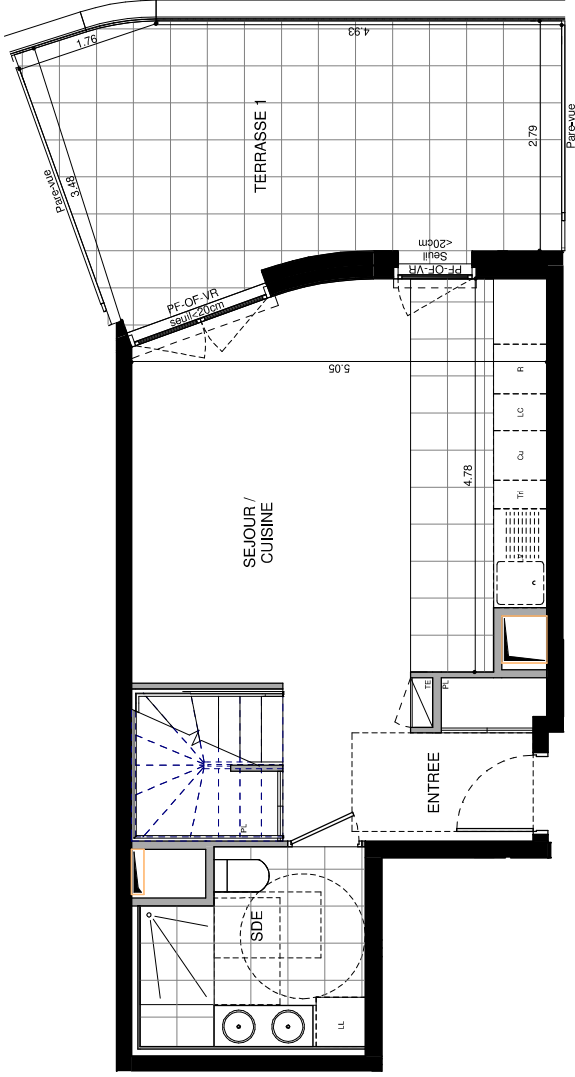 1.76
4.93
TERRASSE 1
2.79
Pare-vue
Pare-vue
3.48
Seuil
<20cm
PF-OF-VR
PF-OF-VR
seuil<20cm
5.05
R
LC
Cu
4.78
Tri
SEJOUR /
CUISINE
TE
PL
ENTREE
PL
SDE
LL